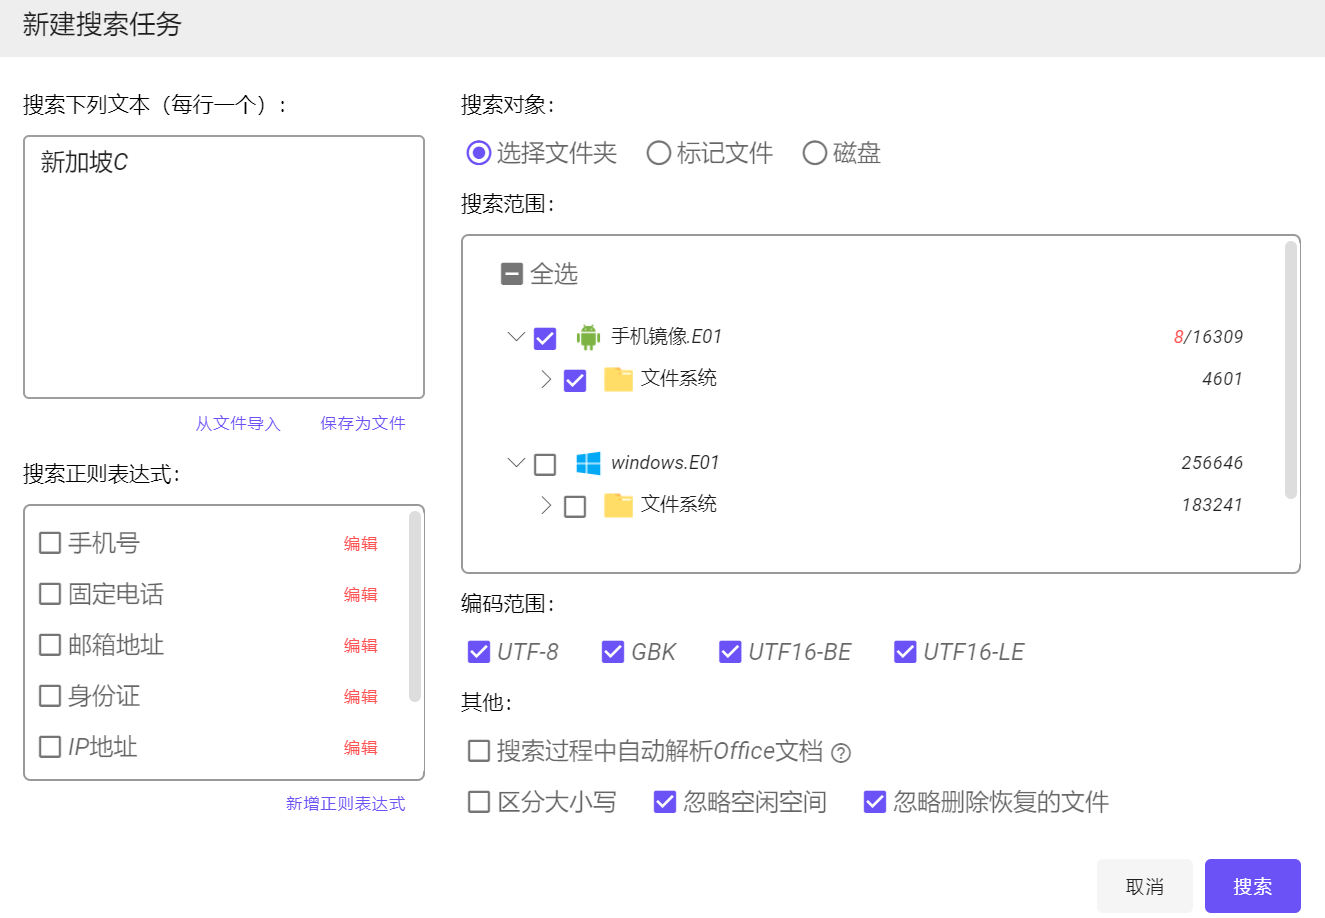 新建搜索任务
搜索下列文本（每行一个）:
新加坡C
从文件导入 保存为文件
搜索正则表达式:
手机号 编辑
固定电话 编辑
邮箱地址 编辑
身份证 编辑
IP地址 编辑
新增正则表达式
搜索对象:
选择文件夹 标记文件 磁盘
搜索范围:
全选
手机镜像.E01 8/16309
文件系统 4601
windows.E01 256646
文件系统 183241
编码范围:
UTF-8 GBK UTF16-BE UTF16-LE
其他:
搜索过程中自动解析Office文档 ?
区分大小写 忽略空闲空间 忽略删除恢复的文件
取消 搜索